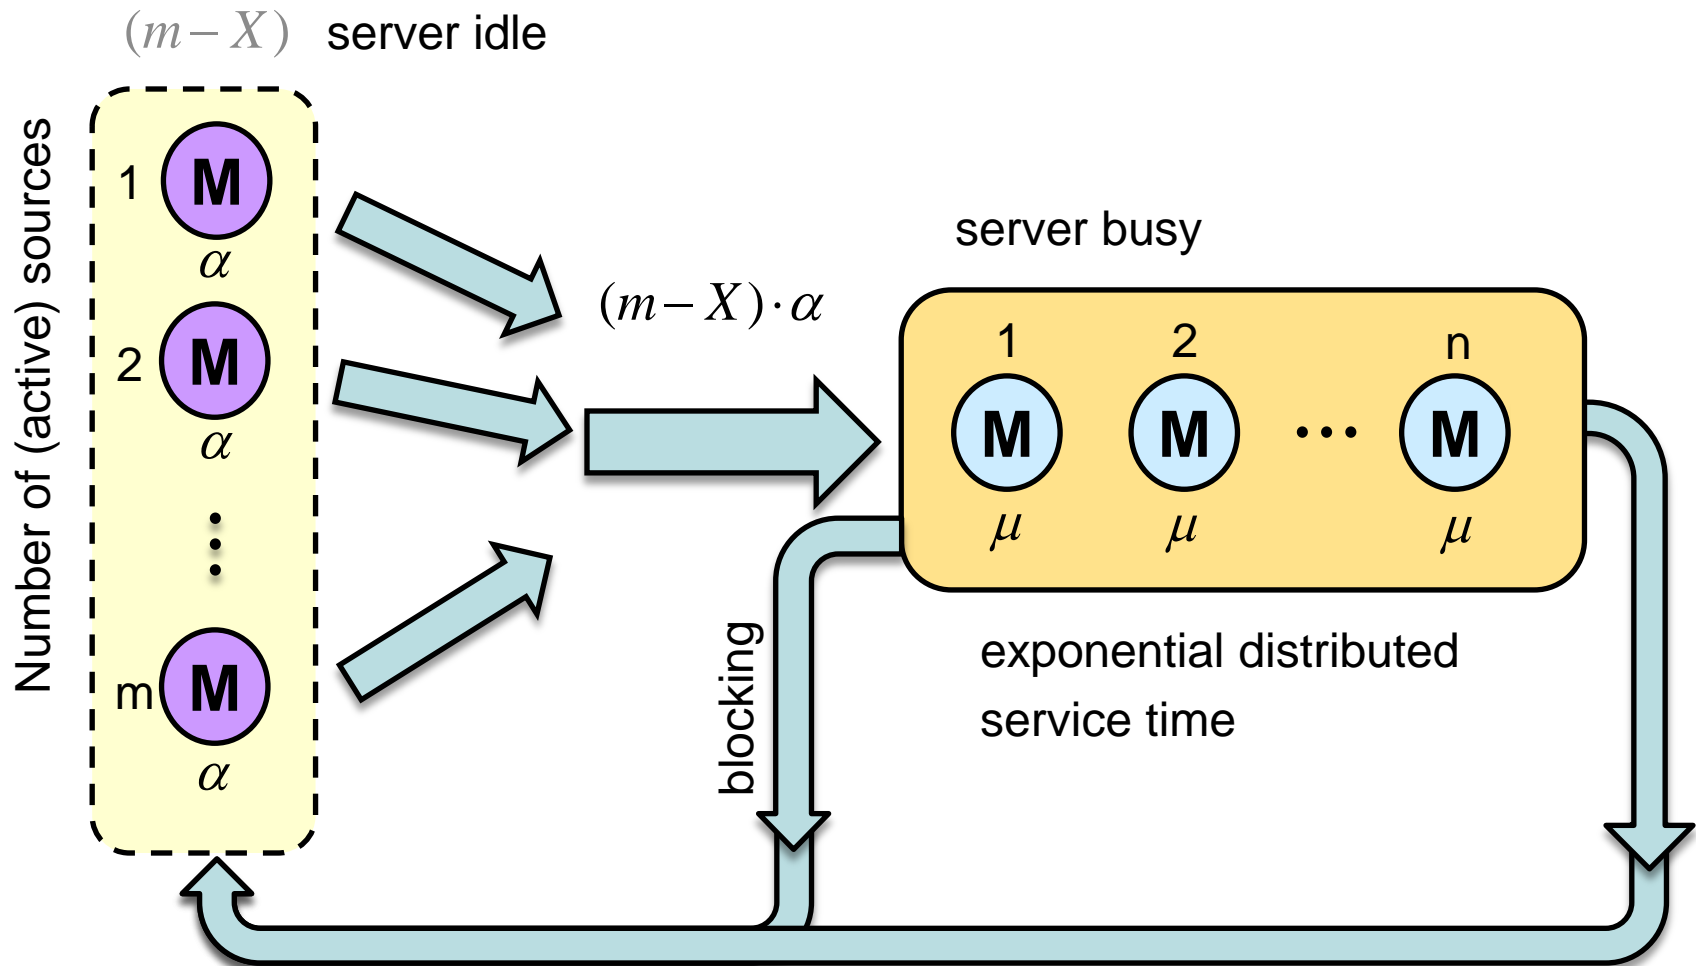 (m − X) server idle
Number of (active) sources
1 M
α
2 M
α
m M
α
(m − X) · α
server busy
1 2 n
M M ··· M
μ μ μ
blocking
exponential distributed
service time